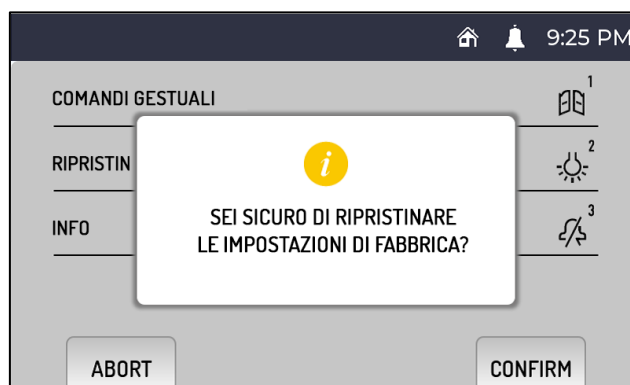 9:25 PM
COMANDI GESTUALI
1
RIPRISTIN
2
INFO
3
i
SEI SICURO DI RIPRISTINARE
LE IMPOSTAZIONI DI FABBRICA?
ABORT
CONFIRM